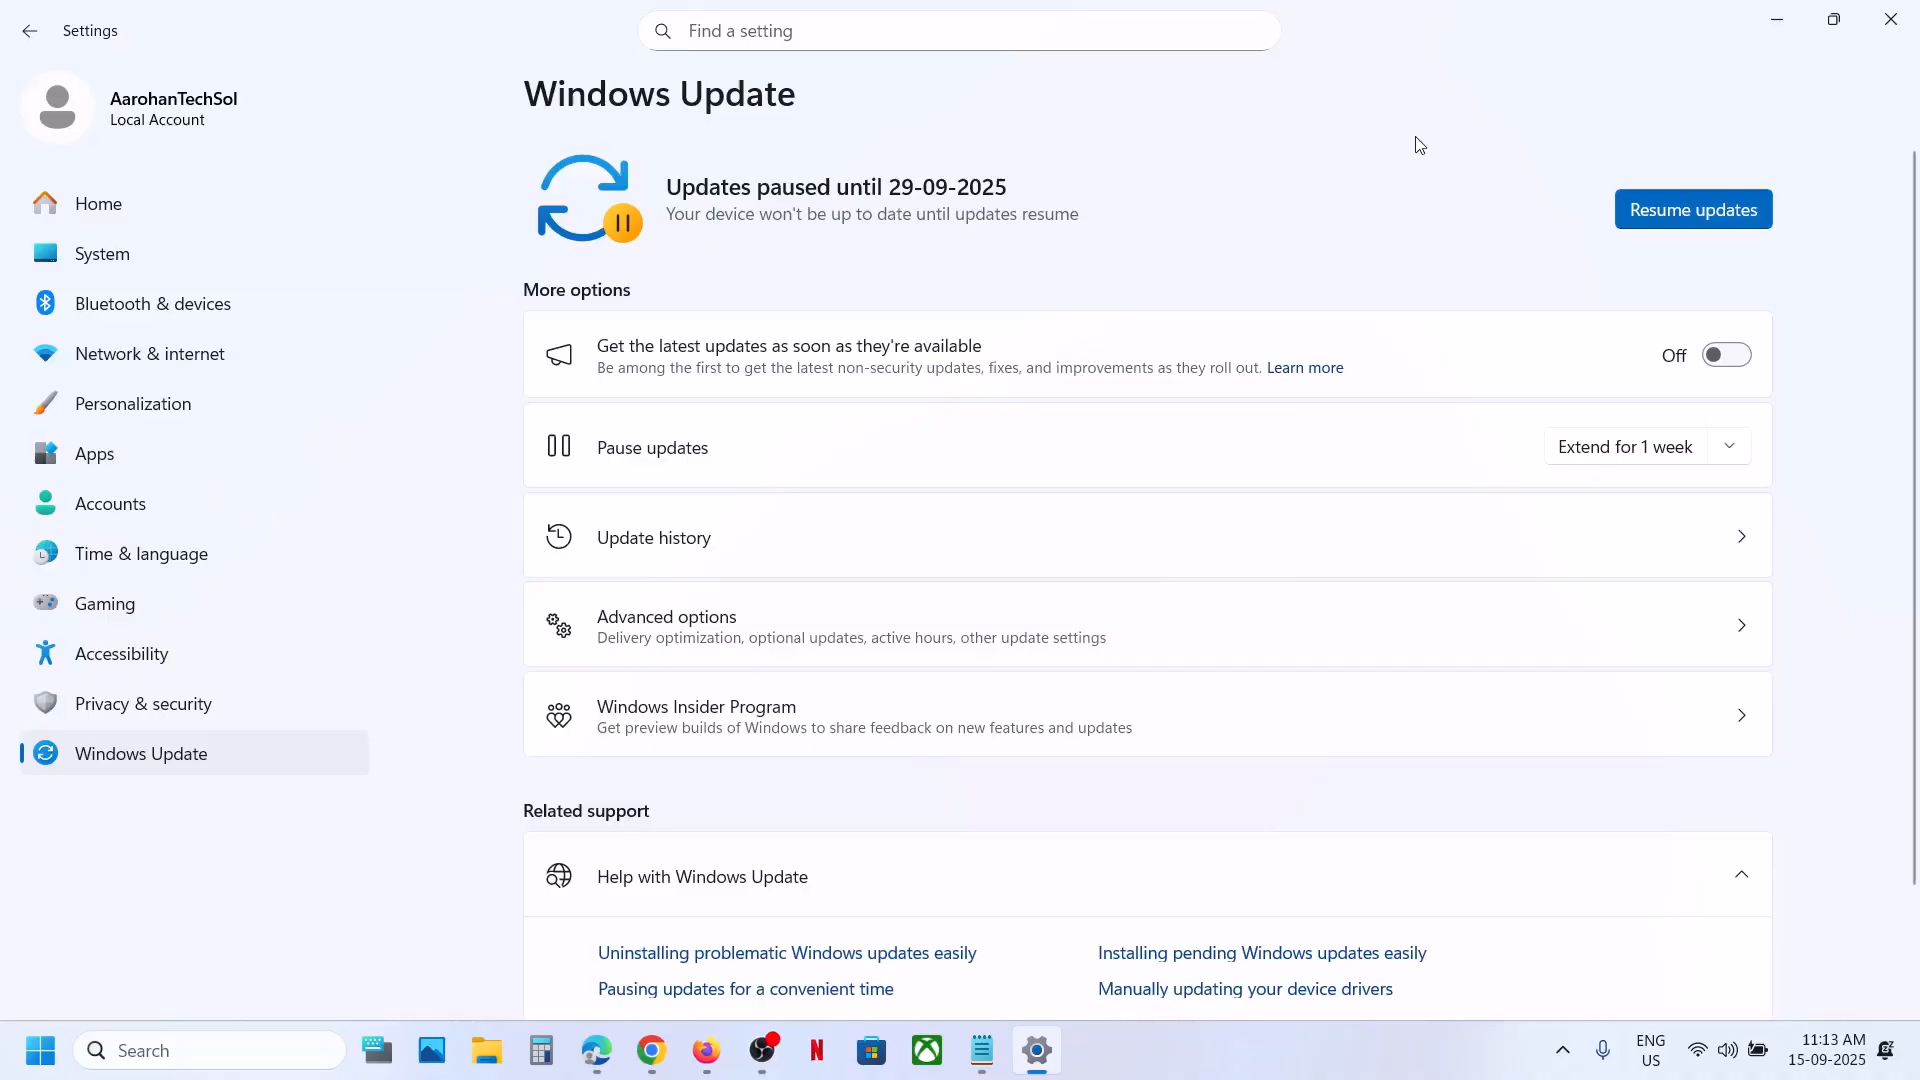 Settings
Find a setting
AarohanTechSol
Local Account
Home
System
Bluetooth & devices
Network & internet
Personalization
Apps
Accounts
Time & language
Gaming
Accessibility
Privacy & security
Windows Update
Windows Update
Updates paused until 29-09-2025
Your device won't be up to date until updates resume
Resume updates
More options
Get the latest updates as soon as they're available
Be among the first to get the latest non-security updates, fixes, and improvements as they roll out. Learn more
Off
Pause updates
Extend for 1 week
Update history
Advanced options
Delivery optimization, optional updates, active hours, other update settings
Windows Insider Program
Get preview builds of Windows to share feedback on new features and updates
Related support
Help with Windows Update
Uninstalling problematic Windows updates easily
Installing pending Windows updates easily
Pausing updates for a convenient time
Manually updating your device drivers
Search
N
ENG
US
11:13 AM
15-09-2025